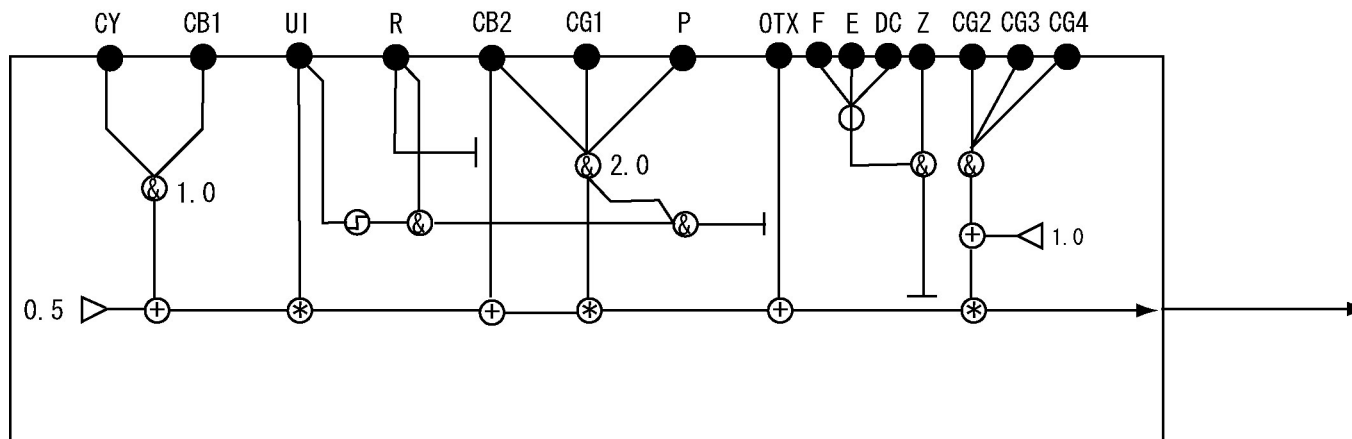 CY CB1 UI R CB2 CG1 P OTX F E DC Z CG2 CG3 CG4
& 1.0
& 2.0
& &
& &
+ 1.0
0.5 + * + * + *